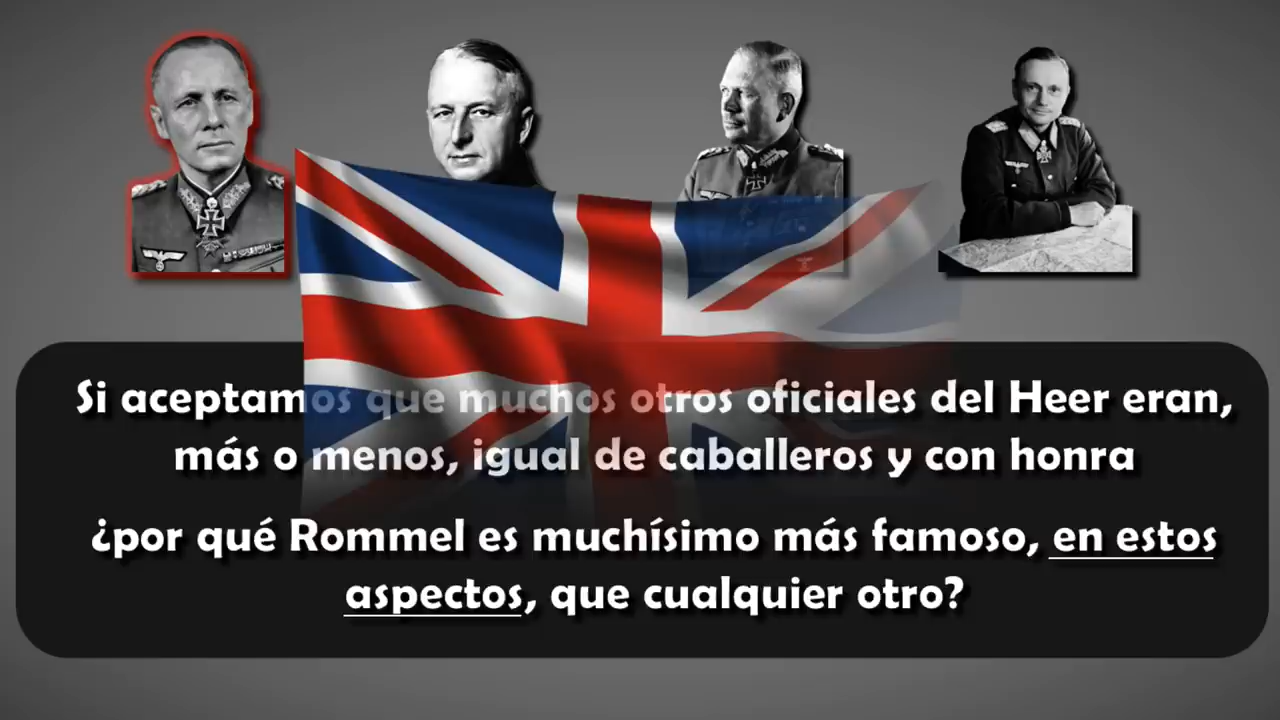 Si aceptamos que muchos otros oficiales del Heer eran,
más o menos, igual de caballeros y con honra
¿por qué Rommel es muchísimo más famoso, en estos
aspectos, que cualquier otro?